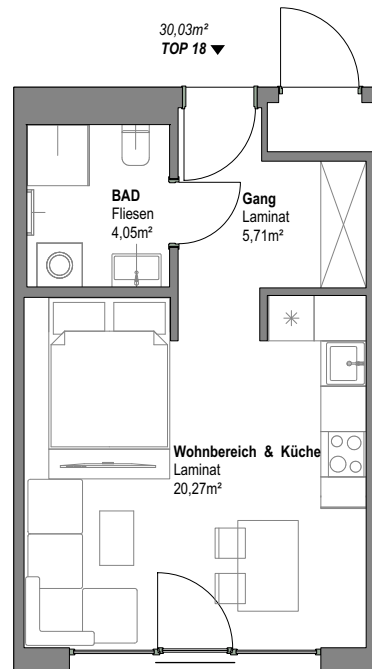 30,03m²
TOP 18
BAD
Fliesen
4,05m²
Gang
Laminat
5,71m²
Wohnbereich & Küche
Laminat
20,27m²